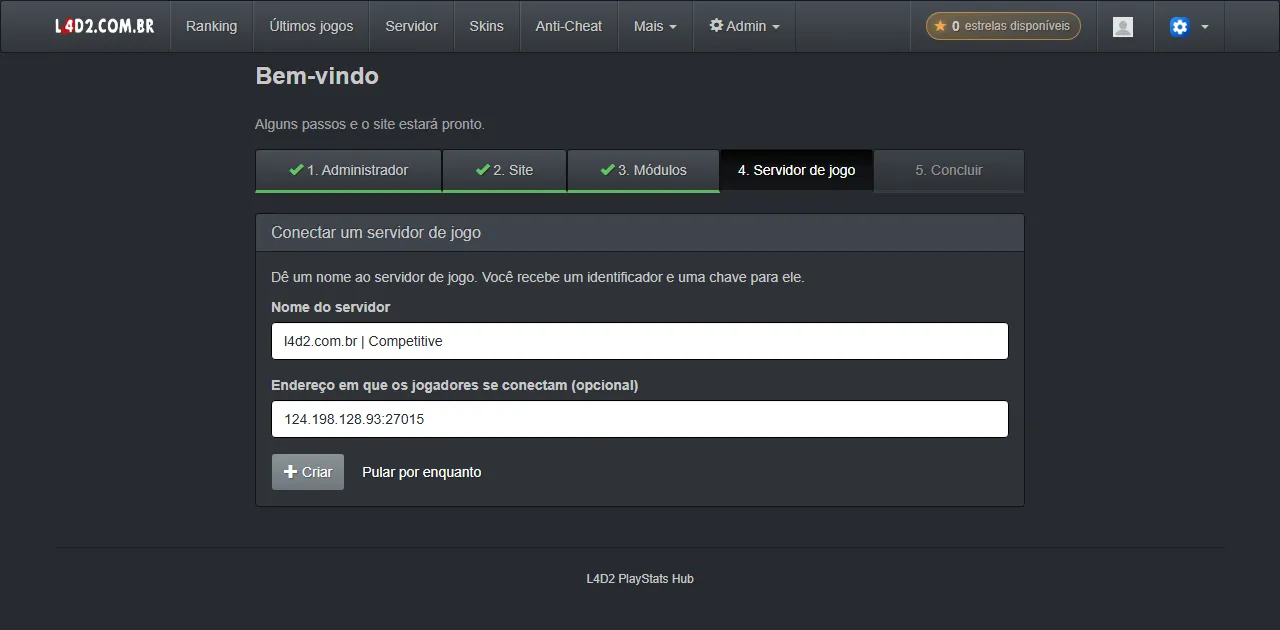 L4D2.COM.BR Ranking Últimos jogos Servidor Skins Anti-Cheat Mais Admin 0 estrelas disponíveis
Bem-vindo
Alguns passos e o site estará pronto.
1. Administrador 2. Site 3. Módulos 4. Servidor de jogo 5. Concluir
Conectar um servidor de jogo
Dê um nome ao servidor de jogo. Você recebe um identificador e uma chave para ele.
Nome do servidor
l4d2.com.br | Competitive
Endereço em que os jogadores se conectam (opcional)
124.198.128.93:27015
Criar Pular por enquanto
L4D2 PlayStats Hub